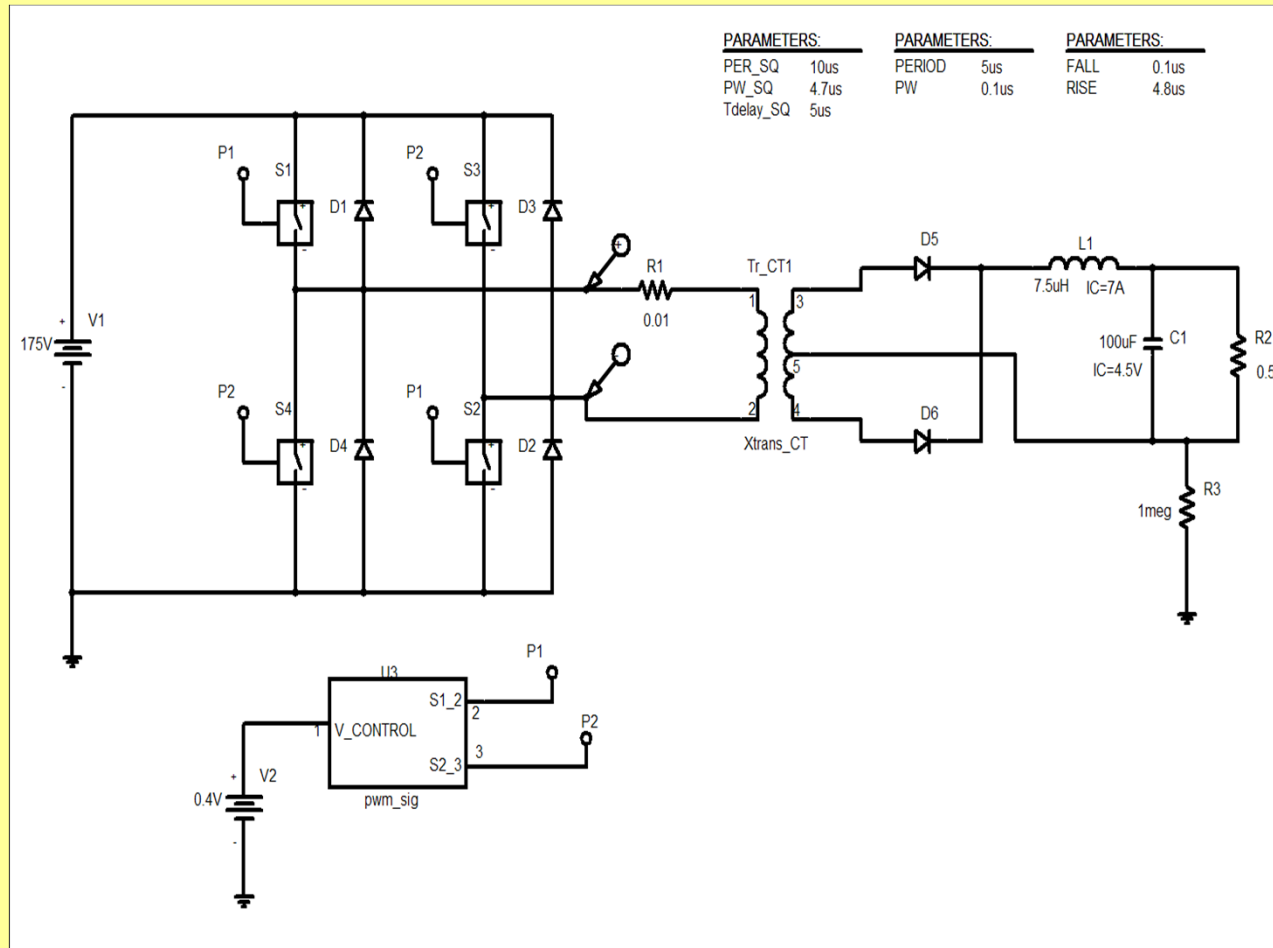 PARAMETERS: PARAMETERS: PARAMETERS:
PER_SQ 10us PERIOD 5us FALL 0.1us
PW_SQ 4.7us PW 0.1us RISE 4.8us
Tdelay_SQ 5us
P1 S1 P2 S3
+ +
D1 D3
- -
+ D5 L1
R1 Tr_CT1
1 3 7.5uH IC=7A
0.01
+ V1
175V
-
100uF C1 R2
IC=4.5V 0.5
5
-
P2 S4 P1 S2 2 4 D6
+ +
D4 D2 Xtrans_CT
- -
R3
1meg
P1
U3
S1_2
2
1 V_CONTROL P2
3
S2_3
+ V2
0.4V pwm_sig
-